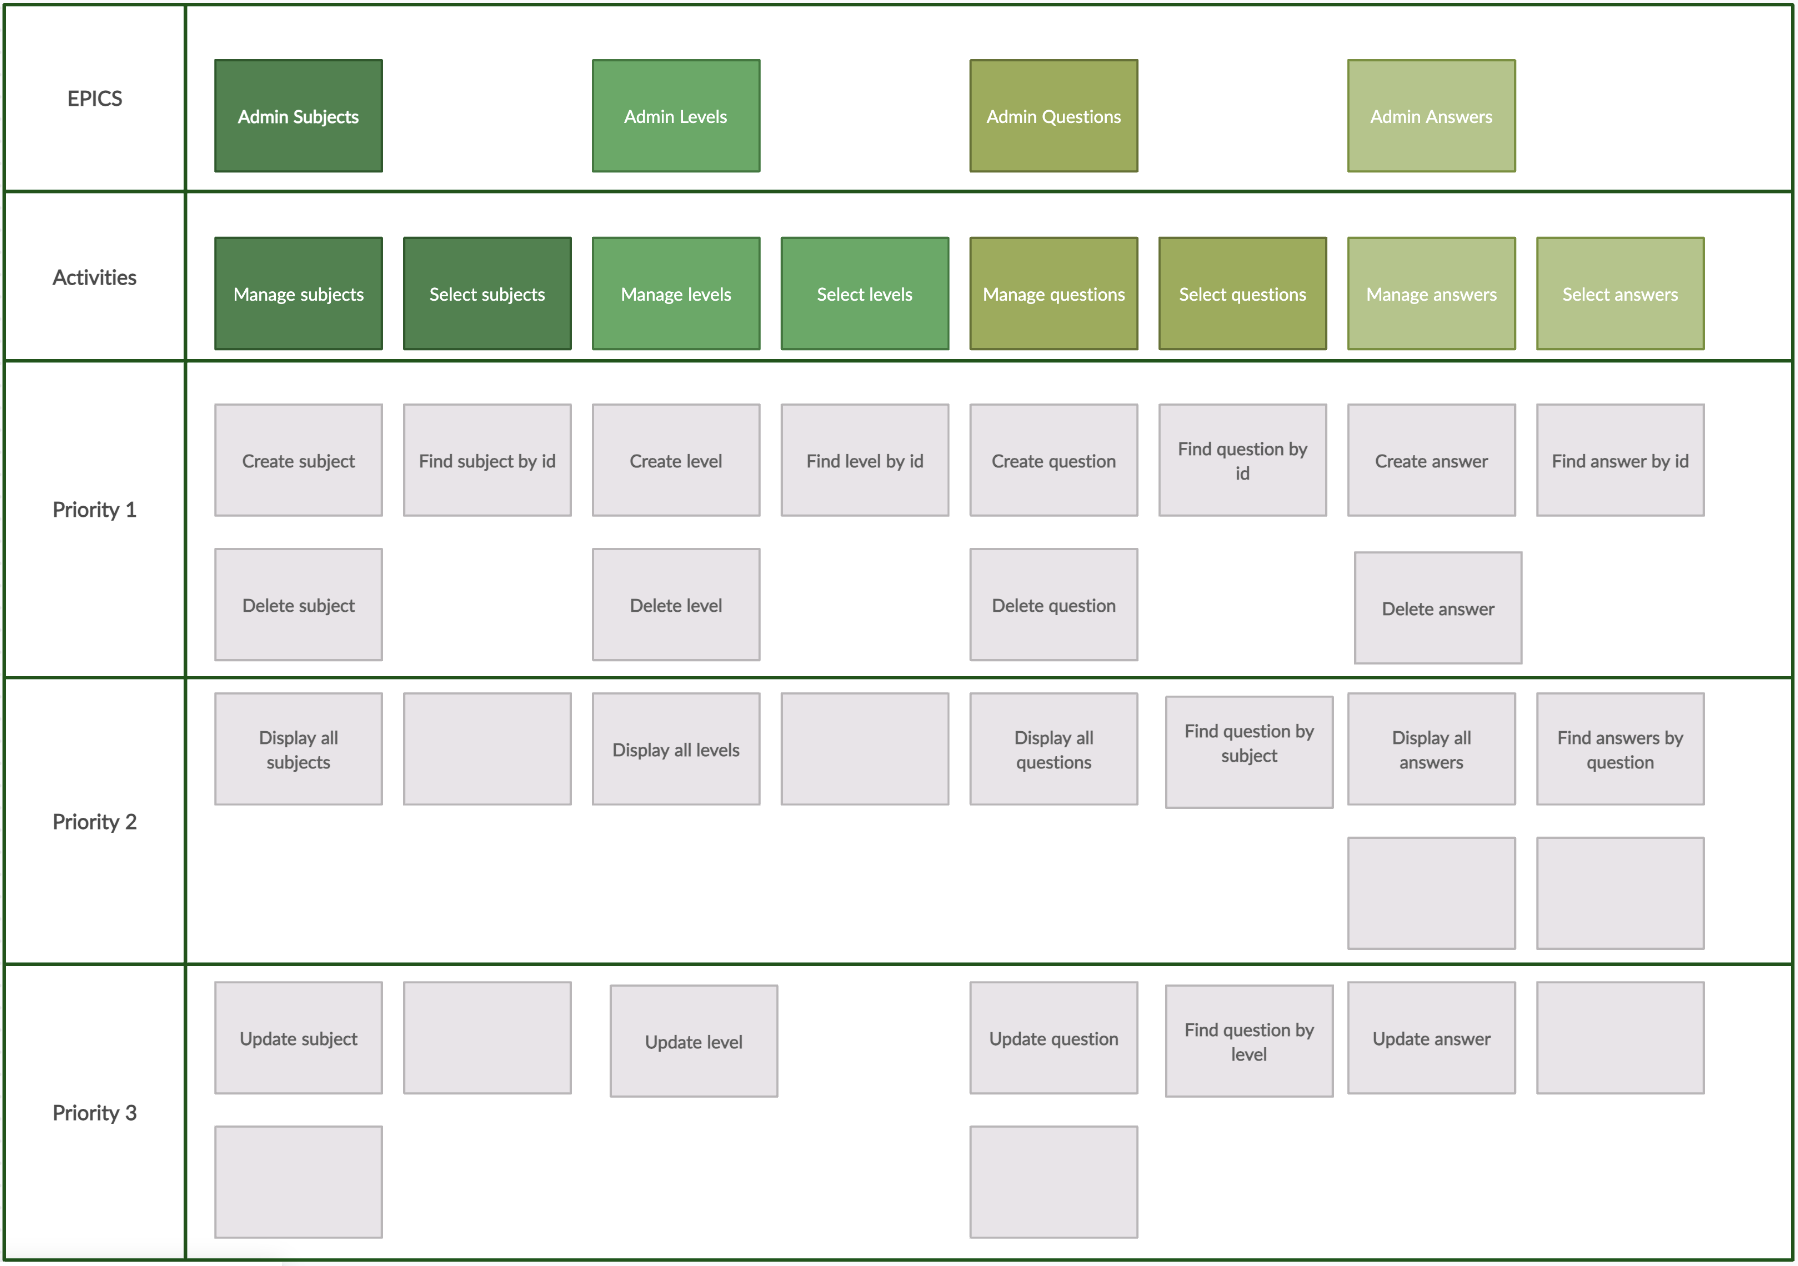 EPICS
Admin Subjects
Admin Levels
Admin Questions
Admin Answers
Activities
Manage subjects
Select subjects
Manage levels
Select levels
Manage questions
Select questions
Manage answers
Select answers
Priority 1
Create subject
Find subject by id
Create level
Find level by id
Create question
Find question by
id
Create answer
Find answer by id
Delete subject
Delete level
Delete question
Delete answer
Priority 2
Display all
subjects
Display all levels
Display all
questions
Find question by
subject
Display all
answers
Find answers by
question
Priority 3
Update subject
Update level
Update question
Find question by
level
Update answer